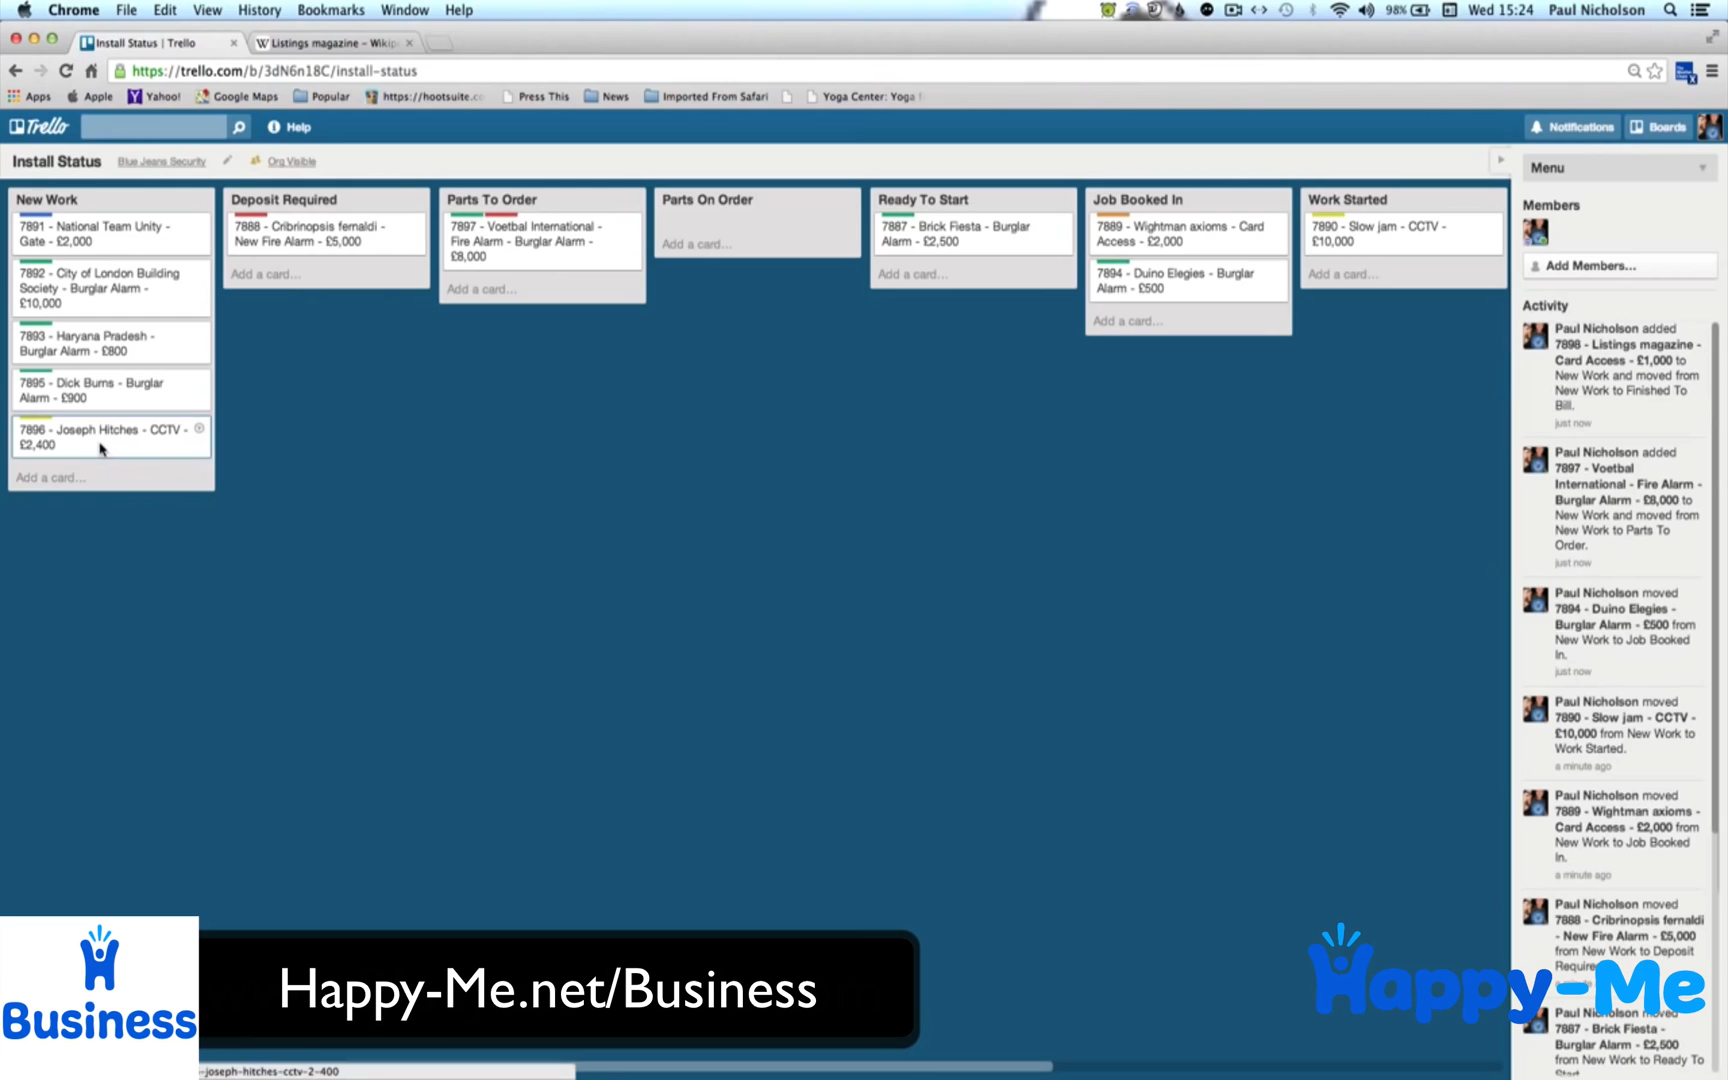 Chrome File Edit View History Bookmarks Window Help 98% Wed 15:24 Paul Nicholson
Install Status | Trello
Listings magazine – Wikip
https://trello.com/b/3dN6n18C/install-status
Apps Apple Yahoo! Google Maps Popular https://hootsuite.co Press This News Imported From Safari Yoga Center: Yoga
Trello Help Notifications Boards
Install Status Blue Jeans Security Org Visible
New Work
7891 - National Team Unity -
Gate - £2,000
7892 - City of London Building
Society - Burglar Alarm -
£10,000
7893 - Haryana Pradesh -
Burglar Alarm - £800
7895 - Dick Burns - Burglar
Alarm - £900
7896 - Joseph Hitches - CCTV -
£2,400
Add a card...
Deposit Required
7888 - Cribrinopsis fernaldi -
New Fire Alarm - £5,000
Add a card...
Parts To Order
7897 - Voetbal International -
Fire Alarm - Burglar Alarm -
£8,000
Add a card...
Parts On Order
Add a card...
Ready To Start
7887 - Brick Fiesta - Burglar
Alarm - £2,500
Add a card...
Job Booked In
7889 - Wightman axioms - Card
Access - £2,000
7894 - Duino Elegies - Burglar
Alarm - £500
Add a card...
Work Started
7890 - Slow jam - CCTV -
£10,000
Add a card...
Menu
Members
Add Members...
Activity
Paul Nicholson added
7898 - Listings magazine -
Card Access - £1,000 to
New Work and moved from
New Work to Finished To
Bill.
just now
Paul Nicholson added
7897 - Voetbal
International - Fire Alarm -
Burglar Alarm - £8,000 to
New Work and moved from
New Work to Parts To
Order.
just now
Paul Nicholson moved
7894 - Duino Elegies -
Burglar Alarm - £500 from
New Work to Job Booked
In.
just now
Paul Nicholson moved
7890 - Slow jam - CCTV -
£10,000 from New Work to
Work Started.
a minute ago
Paul Nicholson moved
7889 - Wightman axioms -
Card Access - £2,000 from
New Work to Job Booked
In.
a minute ago
Paul Nicholson moved
7888 - Cribrinopsis fernaldi
- New Fire Alarm - £5,000
from New Work to Deposit
Paul Nicholson moved
7887 - Brick Fiesta -
Burglar Alarm - £2,500
from New Work to Ready To
Business
Happy-Me.net/Business
Happy-Me
-joseph-hitches-cctv-2-400